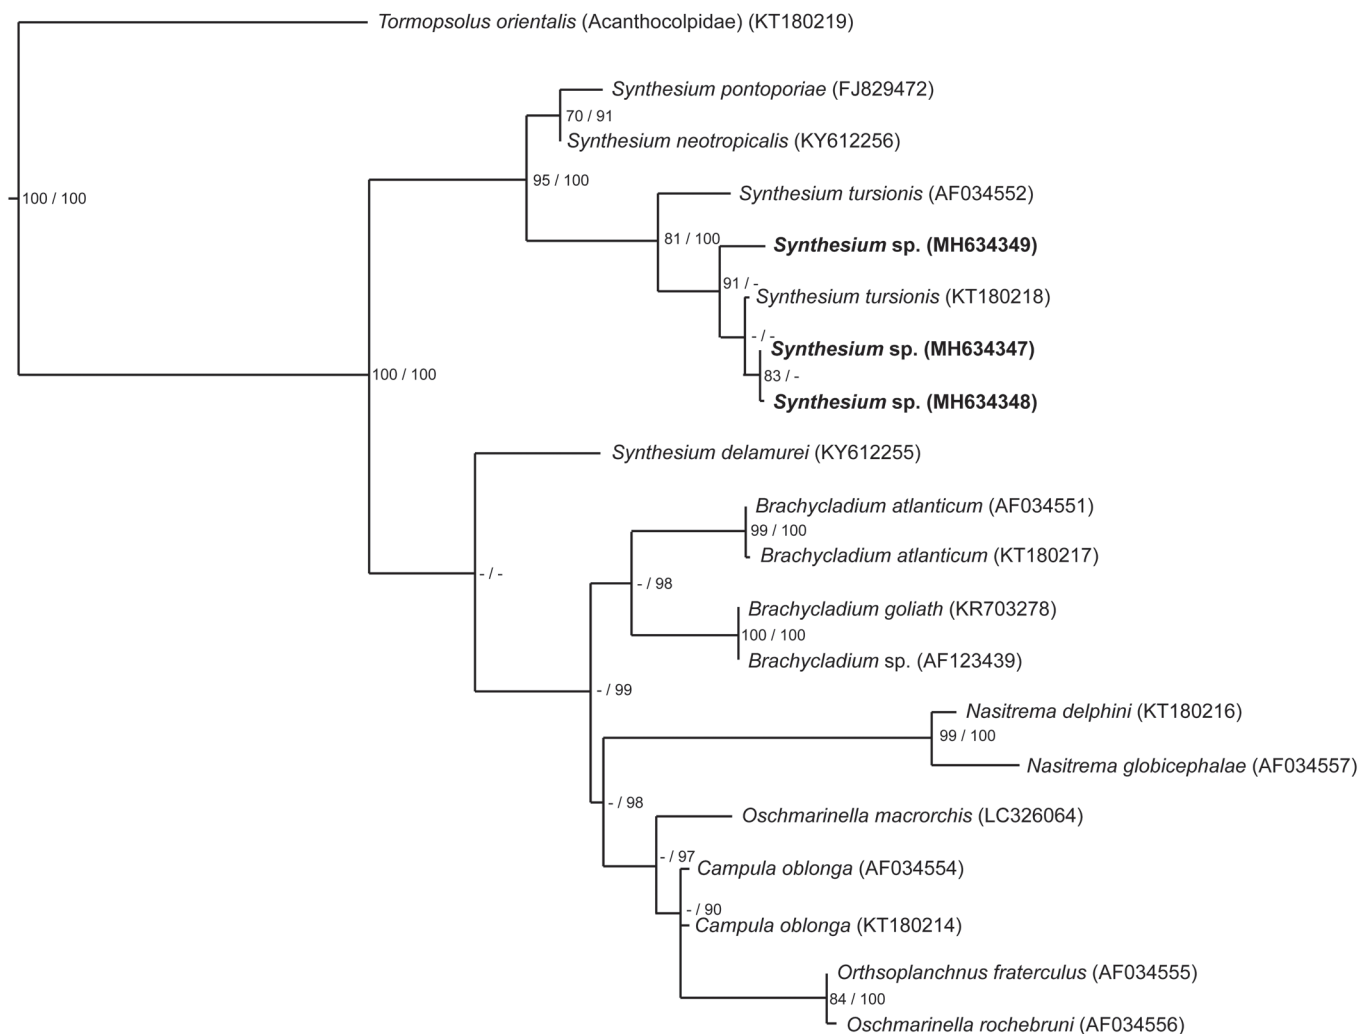 Tormopsolus orientalis (Acanthocolpidae) (KT180219)
Synthesium pontoporiae (FJ829472)
70 / 91
Synthesium neotropicalis (KY612256)
95 / 100
Synthesium tursionis (AF034552)
100 / 100
81 / 100
Synthesium sp. (MH634349)
91 / -
Synthesium tursionis (KT180218)
- / -
Synthesium sp. (MH634347)
100 / 100
83 / -
Synthesium sp. (MH634348)
Synthesium delamurei (KY612255)
Brachycladium atlanticum (AF034551)
99 / 100
Brachycladium atlanticum (KT180217)
- / -
- / 98
Brachycladium goliath (KR703278)
100 / 100
Brachycladium sp. (AF123439)
- / 99
Nasitrema delphini (KT180216)
99 / 100
Nasitrema globicephalae (AF034557)
- / 98
Oschmarinella macrorchis (LC326064)
- / 97
Campula oblonga (AF034554)
- / 90
Campula oblonga (KT180214)
Orthsoplanchnus fraterculus (AF034555)
84 / 100
Oschmarinella rochebruni (AF034556)